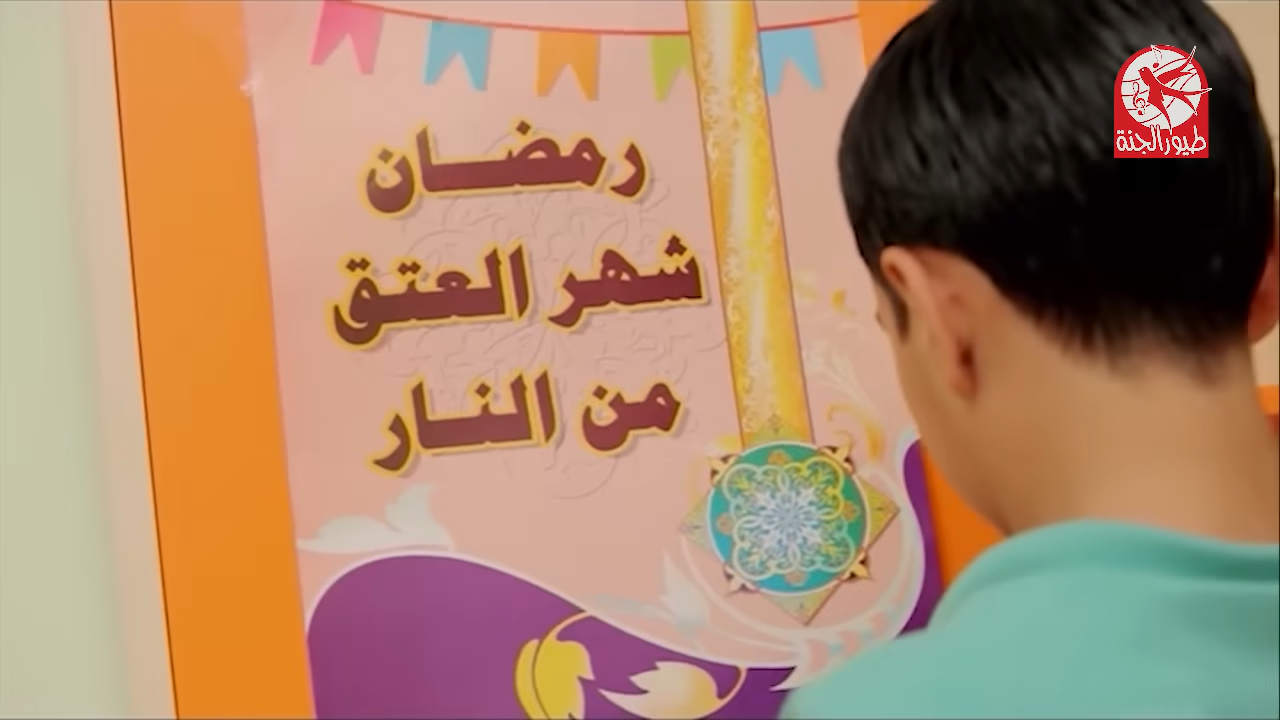 رمضان
شهر العتق
من النار
طيور الجنة